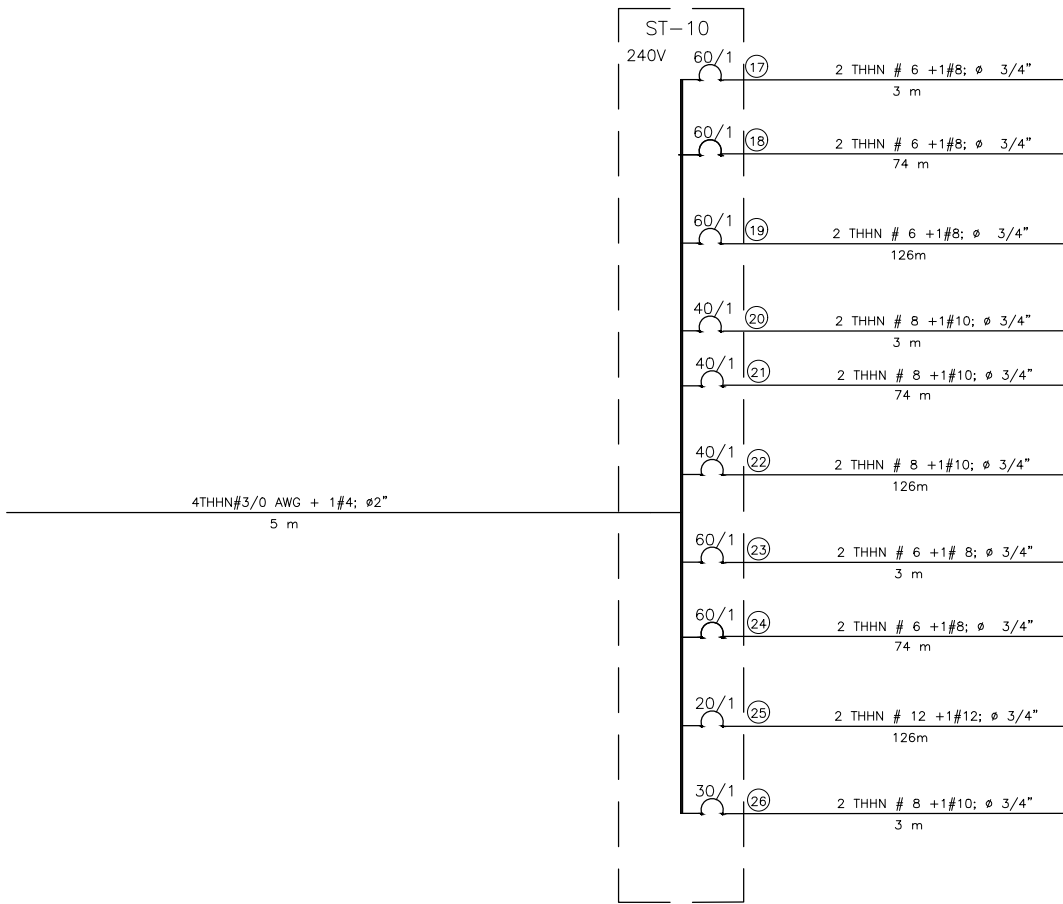 ST-10
240V
60/1
17
2 THHN # 6 +1#8; ø 3/4"
3 m
60/1
18
2 THHN # 6 +1#8; ø 3/4"
74 m
60/1
19
2 THHN # 6 +1#8; ø 3/4"
126m
40/1
20
2 THHN # 8 +1#10; ø 3/4"
3 m
40/1
21
2 THHN # 8 +1#10; ø 3/4"
74 m
40/1
22
2 THHN # 8 +1#10; ø 3/4"
126m
4THHN#3/0 AWG + 1#4; ø2"
5 m
60/1
23
2 THHN # 6 +1# 8; ø 3/4"
3 m
60/1
24
2 THHN # 6 +1#8; ø 3/4"
74 m
20/1
25
2 THHN # 12 +1#12; ø 3/4"
126m
30/1
26
2 THHN # 8 +1#10; ø 3/4"
3 m